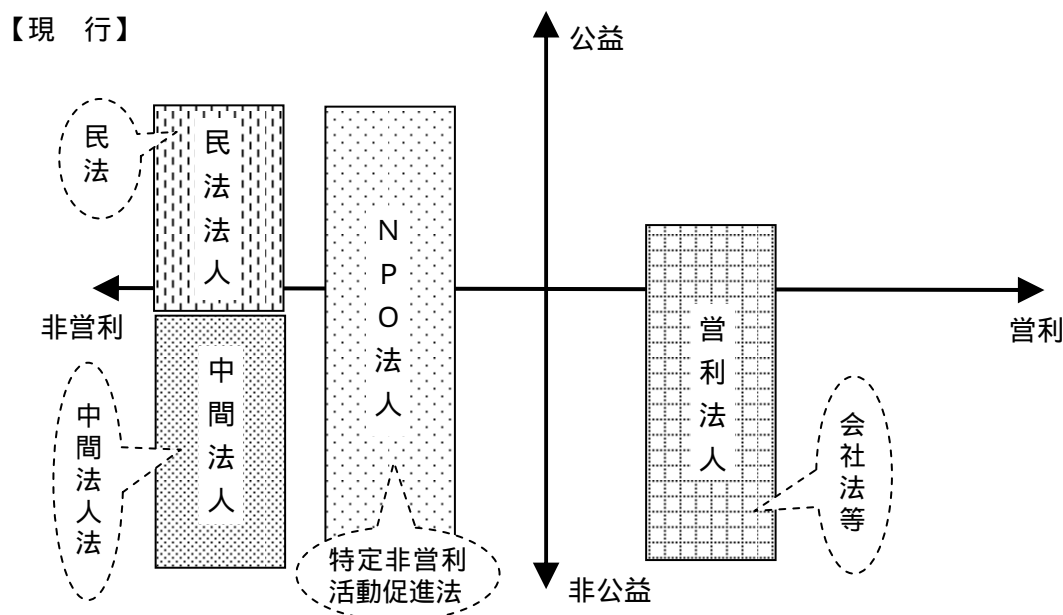 【現　行】
公益
民法
民法法人
NPO法人
非営利
営利
中間法人法
中間法人
営利法人
会社法等
特定非営利
活動促進法
非公益